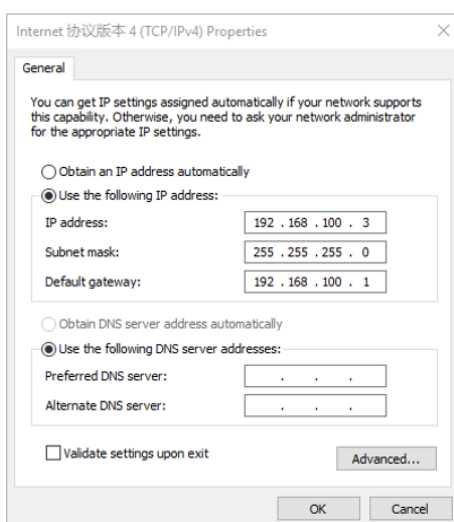 Internet 协议版本 4 (TCP/IPv4) Properties
General
You can get IP settings assigned automatically if your network supports
this capability. Otherwise, you need to ask your network administrator
for the appropriate IP settings.
Obtain an IP address automatically
Use the following IP address:
IP address: 192 . 168 . 100 . 3
Subnet mask: 255 . 255 . 255 . 0
Default gateway: 192 . 168 . 100 . 1
Obtain DNS server address automatically
Use the following DNS server addresses:
Preferred DNS server: . . .
Alternate DNS server: . . .
Validate settings upon exit
Advanced...
OK Cancel